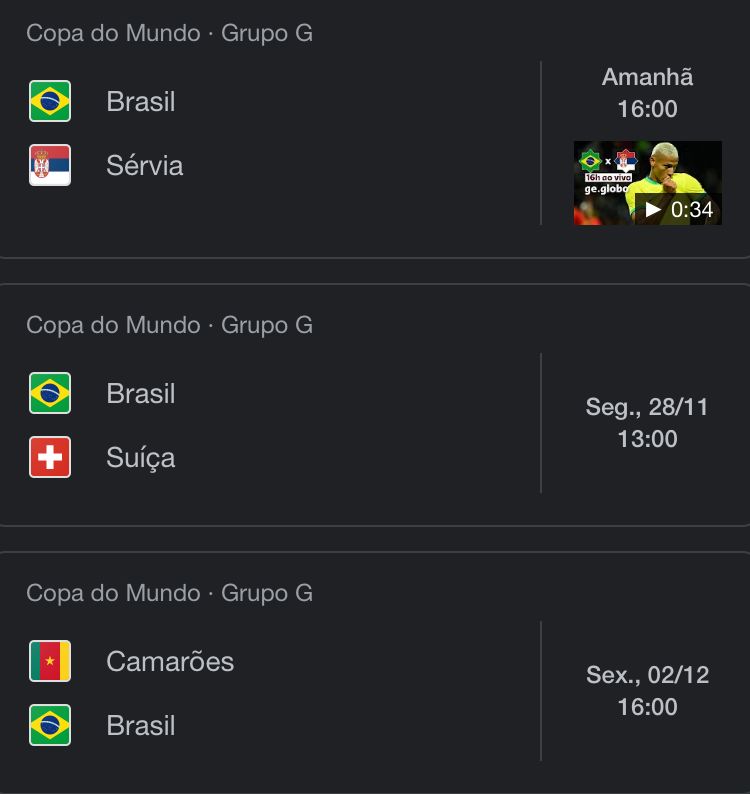 Copa do Mundo · Grupo G
Brasil
Sérvia
Amanhã
16:00
x
16h ao vivo
ge.globo
0:34
Copa do Mundo · Grupo G
Brasil
Suíça
Seg., 28/11
13:00
Copa do Mundo · Grupo G
Camarões
Brasil
Sex., 02/12
16:00